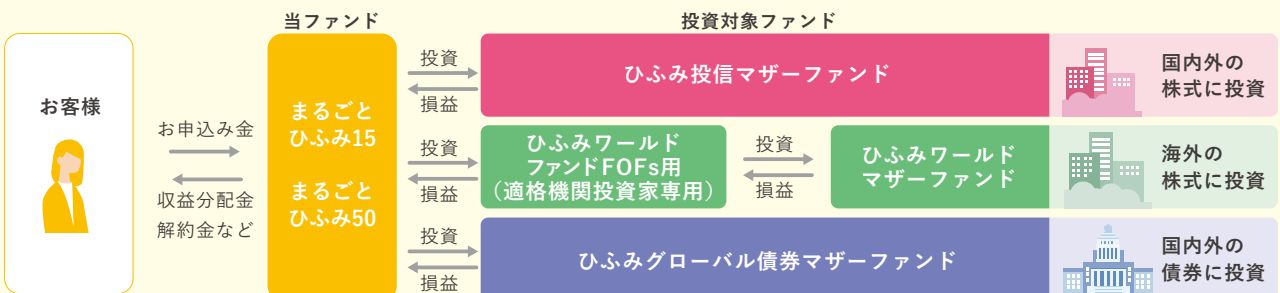 当ファンド
投資対象ファンド
お客様
お申込み金
収益分配金
解約金など
まるごと
ひふみ15
まるごと
ひふみ50
投資
損益
ひふみ投信マザーファンド
国内外の
株式に投資
投資
損益
ひふみワールド
ファンドFOFs用
(適格機関投資家専用)
投資
損益
ひふみワールド
マザーファンド
海外の
株式に投資
投資
損益
ひふみグローバル債券マザーファンド
国内外の
債券に投資